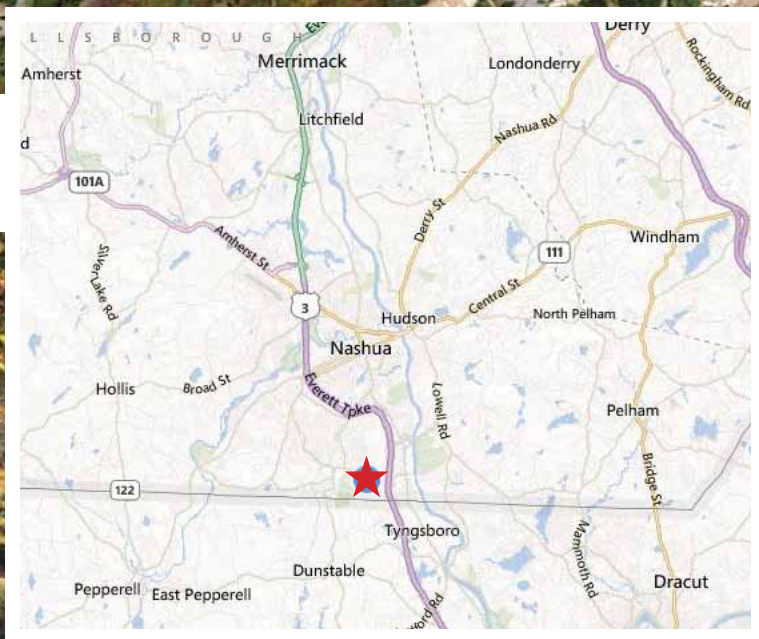 L L S B O R O U G H
Derry
Merrimack
Londonderry
Amherst
Rockingham Rd
Litchfield
Nashua Rd
d
101A
Derry St
Amherst St
Windham
111
Silver Lake Rd
Central St
3
Hudson
North Pelham
Nashua
Everett Tpke
Hollis
Broad St
Lowell Rd
Pelham
Bridge St
122
Tyngsboro
Mammoth Rd
Dunstable
Dracut
Pepperell
East Pepperell
ford Rd